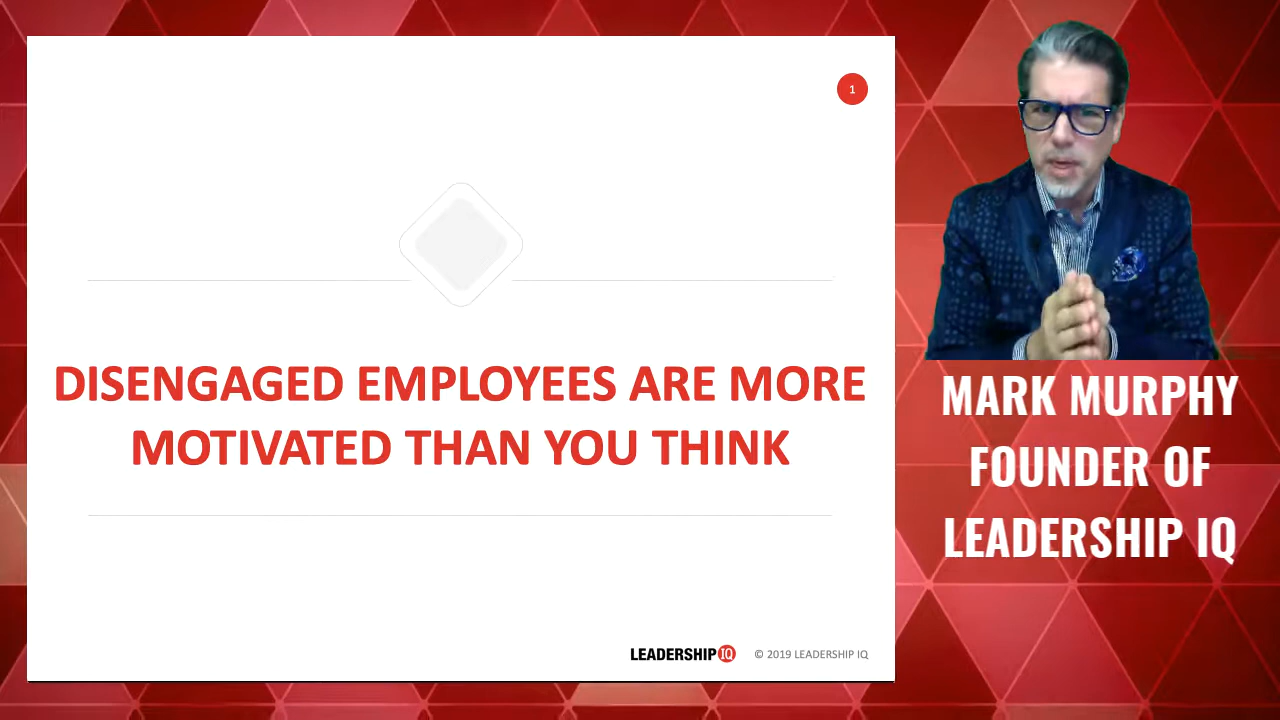 1
DISENGAGED EMPLOYEES ARE MORE
MOTIVATED THAN YOU THINK
LEADERSHIP IQ © 2019 LEADERSHIP IQ
MARK MURPHY
FOUNDER OF
LEADERSHIP IQ